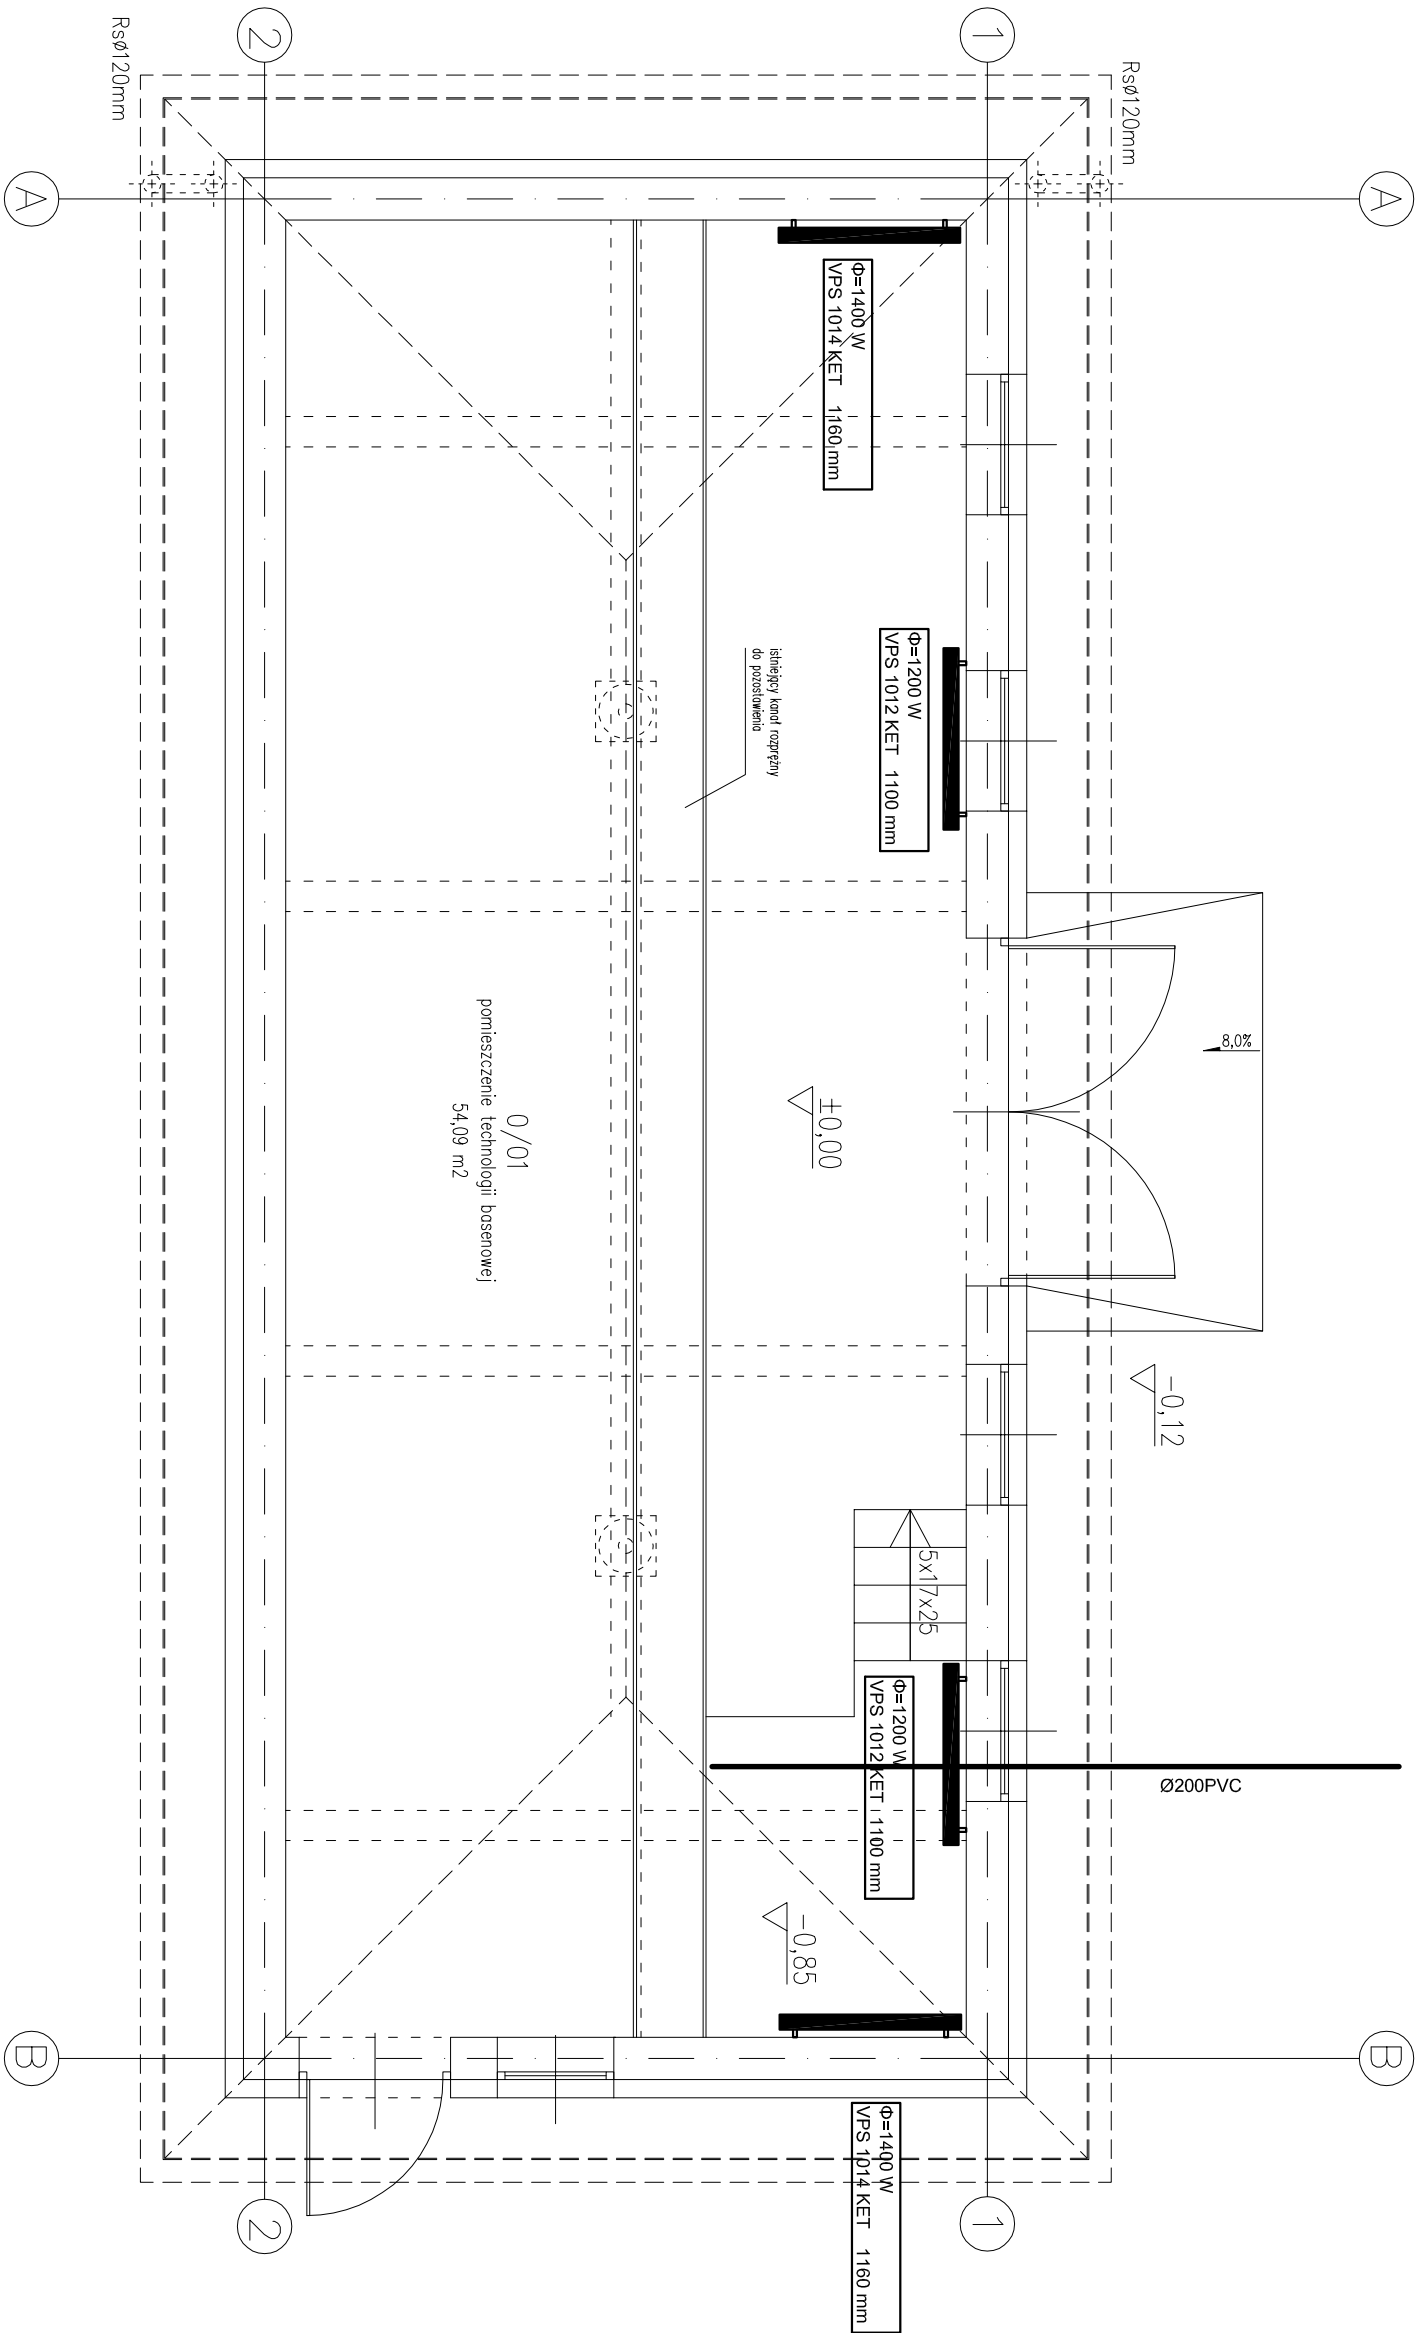 Rsø120mm
Rsø120mm
2
1
A
A
Φ=1400 W
VPS 1014 KET 1160 mm
Φ=1200 W
VPS 1012 KET 1100 mm
istniejący kanał rozprężny
do pozostawienia
8,0%
±0,00
0/01
pomieszczenie technologii basenowej
54,09 m2
-0,12
5x17x25
Φ=1200 W
VPS 1012 KET 1100 mm
Ø200PVC
-0,85
B
B
Φ=1400 W
VPS 1014 KET 1160 mm
2
1